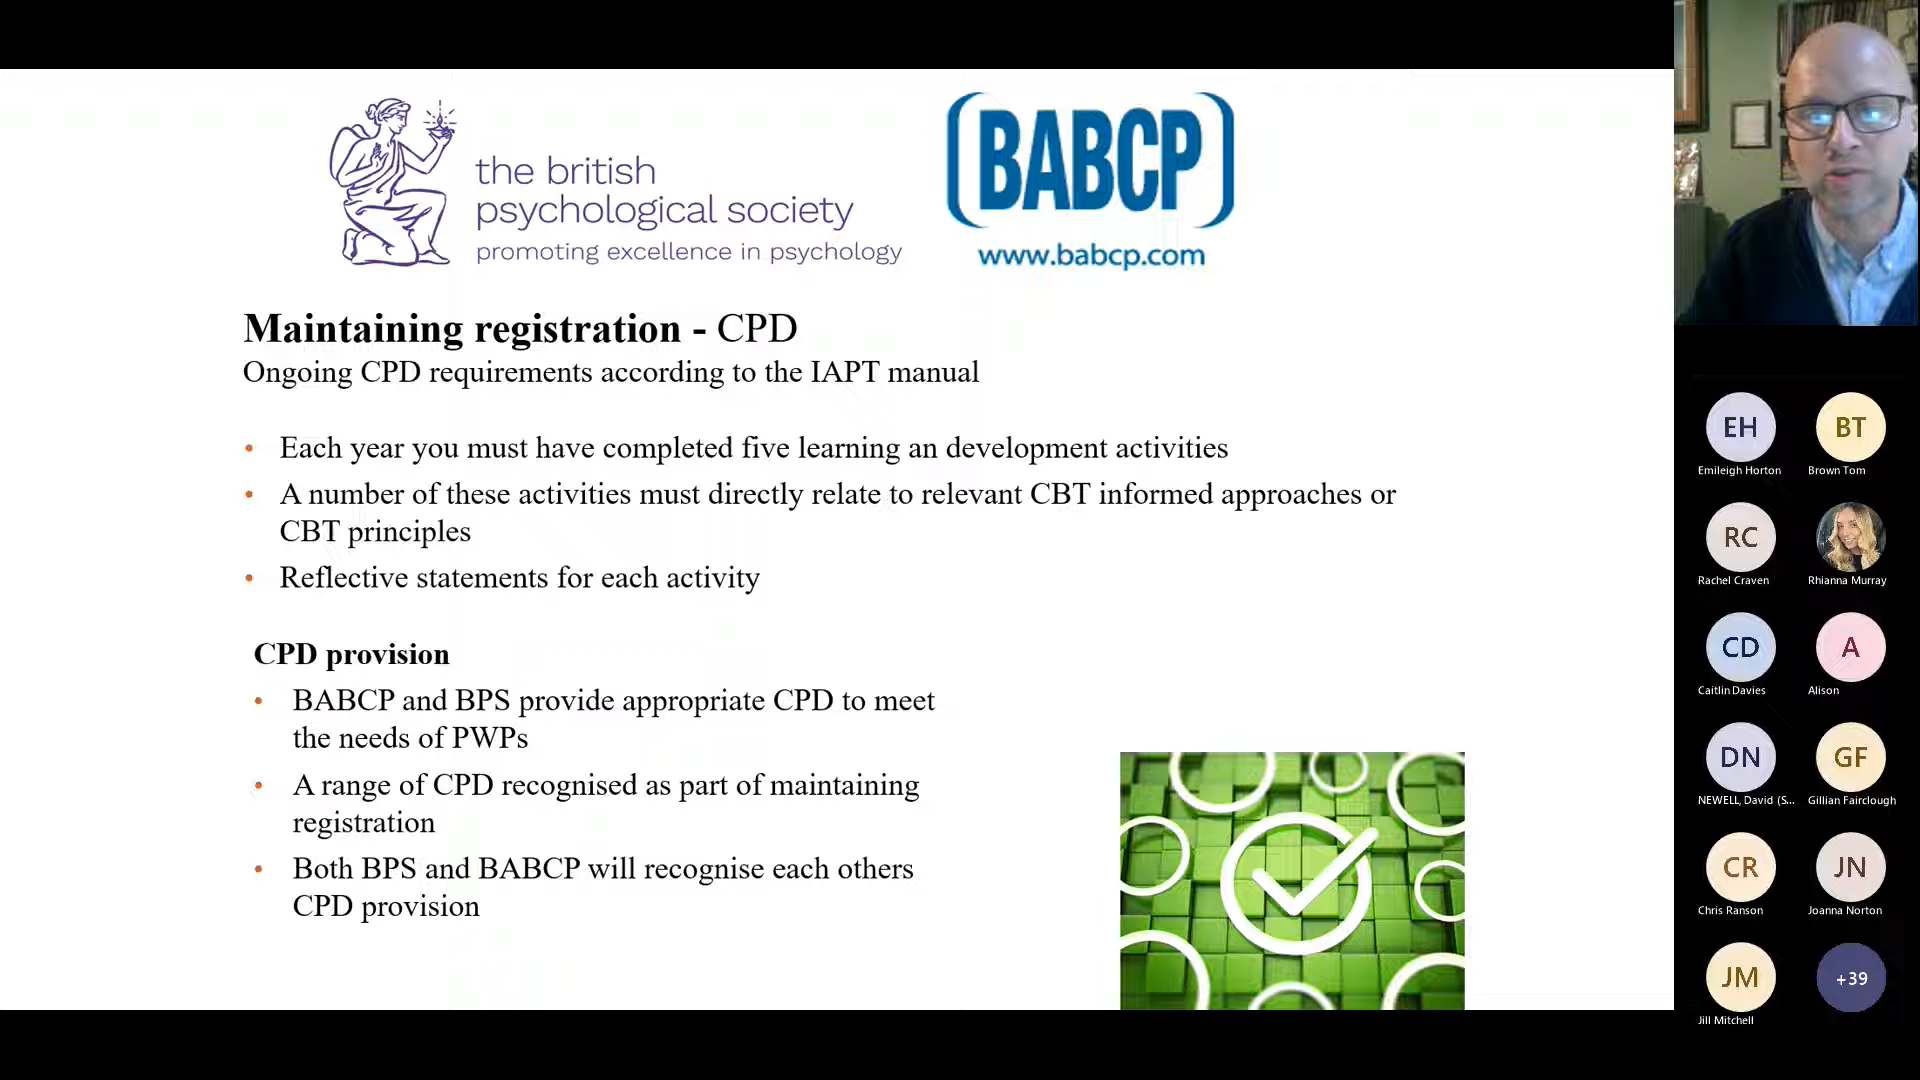 the british
psychological society
promoting excellence in psychology
BABCP
www.babcp.com
Maintaining registration - CPD
Ongoing CPD requirements according to the IAPT manual
• Each year you must have completed five learning an development activities
• A number of these activities must directly relate to relevant CBT informed approaches or
CBT principles
• Reflective statements for each activity
CPD provision
• BABCP and BPS provide appropriate CPD to meet
the needs of PWPs
• A range of CPD recognised as part of maintaining
registration
• Both BPS and BABCP will recognise each others
CPD provision
EH
Emileigh Horton
BT
Brown Tom
RC
Rachel Craven
Rhianna Murray
CD
Caitlin Davies
A
Alison
DN
NEWELL, David (S...
GF
Gillian Fairclough
CR
Chris Ranson
JN
Joanna Norton
JM
Jill Mitchell
+39